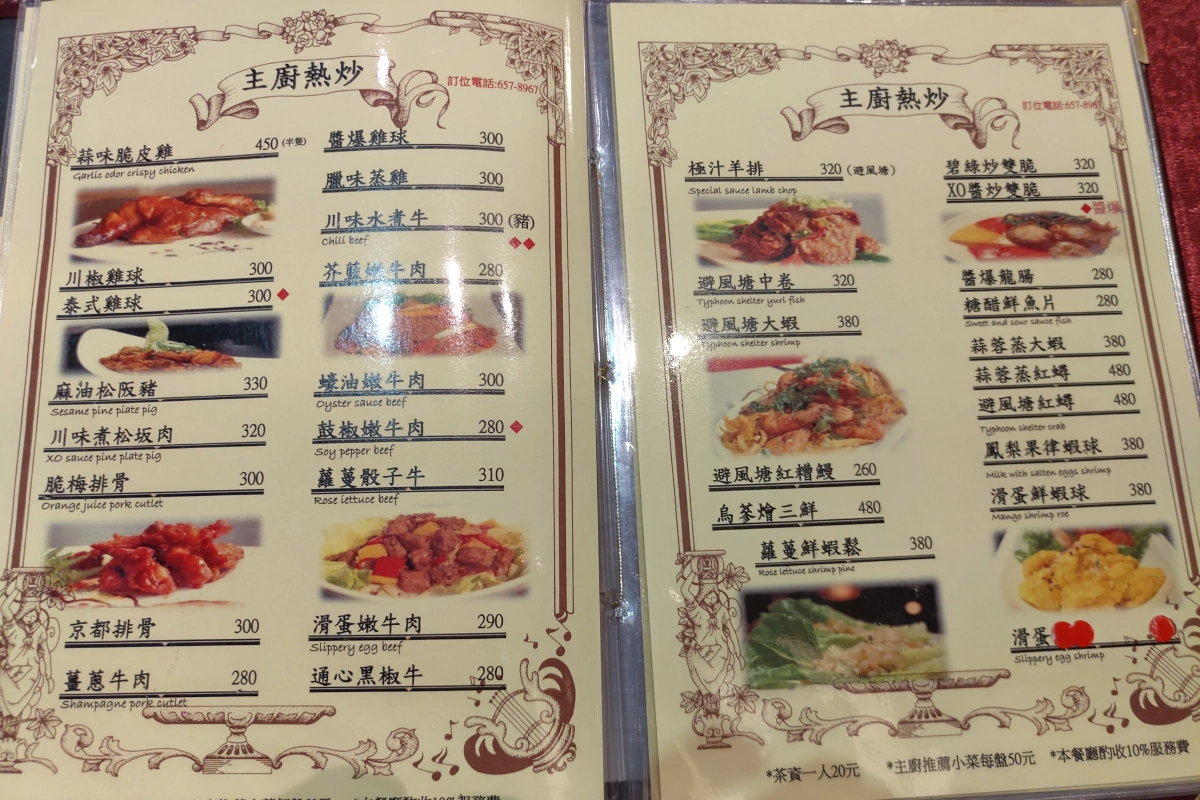 主廚熱炒
訂位電話:657-8967
蒜味脆皮雞 450 (半隻)
Garlic odor crispy chicken
川椒雞球 300
泰式雞球 300
麻油松阪豬 330
Sesame pine plate pig
川味煮松坂肉 320
XO sauce pine plate pig
脆梅排骨 300
Orange juice pork cutlet
京都排骨 300
薑蔥牛肉 280
Shampagne pork cutlet
醬爆雞球 300
臘味蒸雞 300
川味水煮牛 300 (豬)
Chili beef
芥藍嫩牛肉 280
蠔油嫩牛肉 300
Oyster sauce beef
鼓椒嫩牛肉 280
Soy pepper beef
蘿蔓骰子牛 310
Rose lettuce beef
滑蛋嫩牛肉 290
Slippery egg beef
通心黑椒牛 280
主廚熱炒
訂位電話:657-896
極汁羊排 320 (避風塘)
Special sauce lamb chop
避風塘中卷 320
Typhoon shelter yuri fish
避風塘大蝦 380
Typhoon shelter shrimp
避風塘紅糟鰻 260
烏蔘燴三鮮 480
蘿蔓鮮蝦鬆 380
Rose lettuce shrimp pine
碧綠炒雙脆 320
XO醬炒雙脆 320
醬爆
醬爆龍腸 280
糖醋鮮魚片 280
Sweet and sour sauce fish
蒜蓉蒸大蝦 380
蒜蓉蒸紅蟳 480
避風塘紅蟳 480
Typhoon shelter crab
鳳梨果律蝦球 380
Milk with salten eggs shrimp
滑蛋鮮蝦球 380
Mango shrimp roe
滑蛋
Slippery egg shrimp
*茶資一人20元 *主廚推薦小菜每盤50元 *本餐廳酌收10%服務費